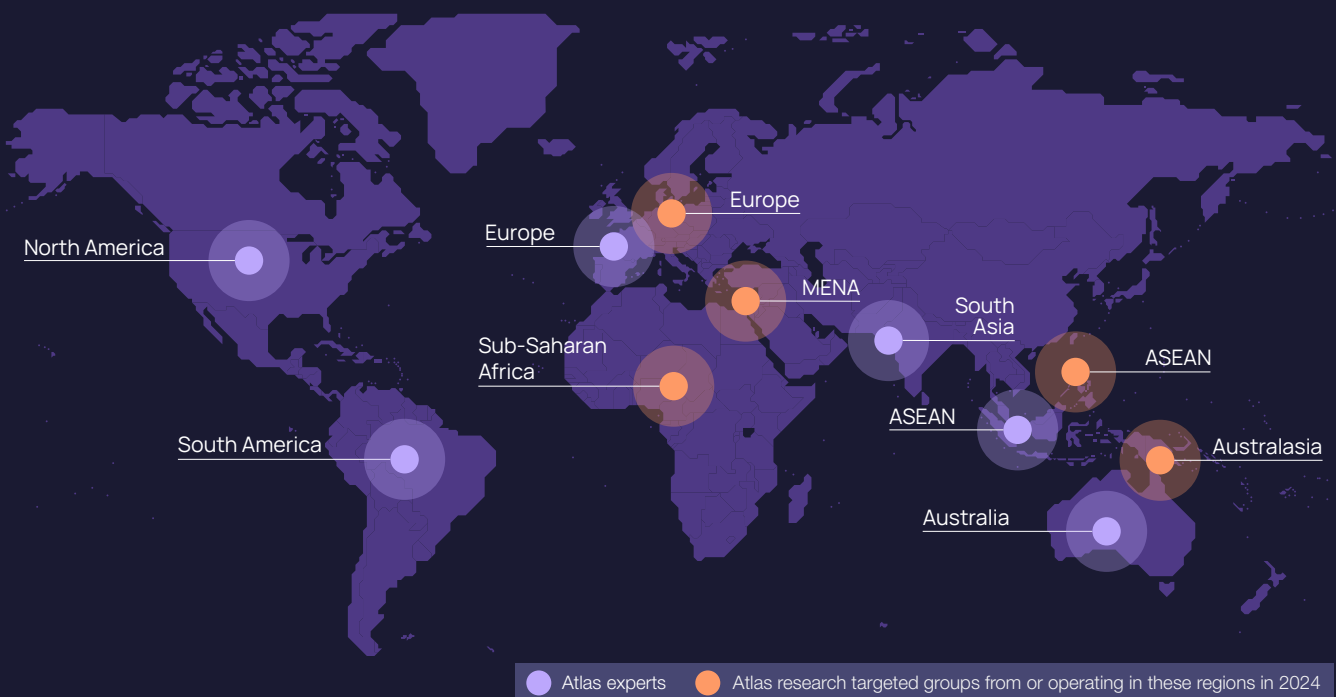 Europe
Europe
North America
MENA
South
Asia
Sub-Saharan
Africa
ASEAN
ASEAN
South America
Australasia
Australia
Atlas experts
Atlas research targeted groups from or operating in these regions in 2024